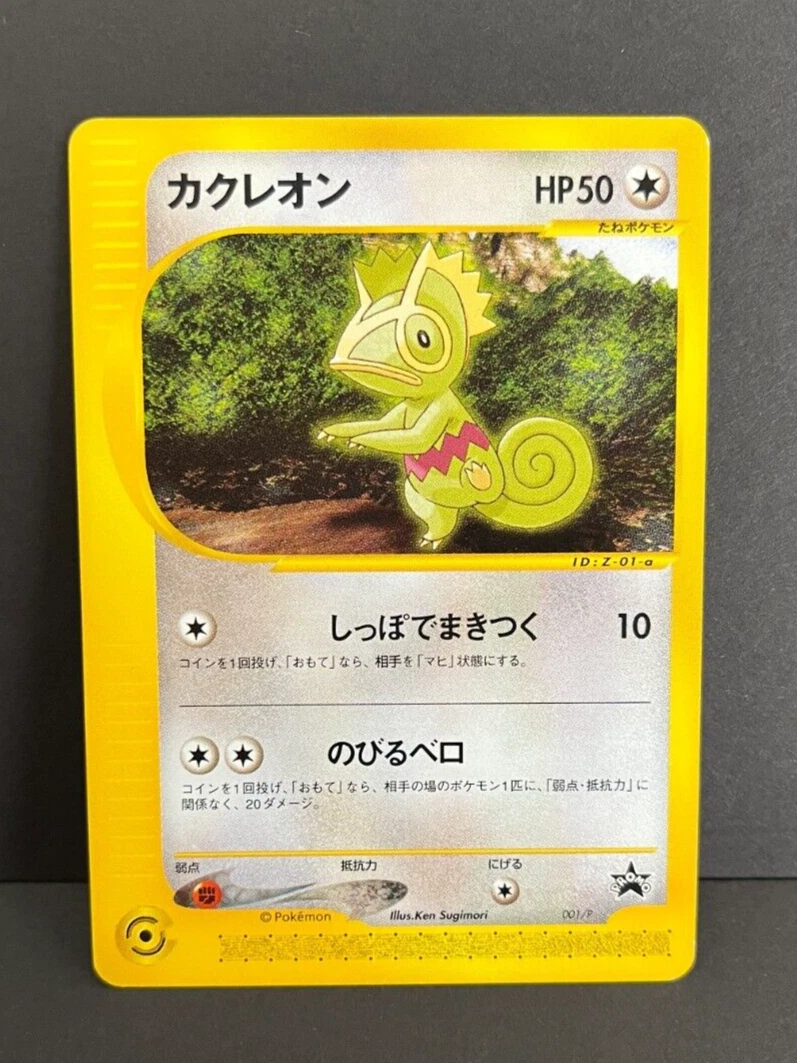 カクレオン HP50
たねポケモン
ID:Z-01-a
しっぽでまきつく 10
コインを1回投げ、「おもて」なら、相手を「マヒ」状態にする。
のびるベロ
コインを1回投げ、「おもて」なら、相手の場のポケモン1匹に、「弱点・抵抗力」に
関係なく、20ダメージ。
弱点 抵抗力 にげる
PROMO
©Pokémon Illus.Ken Sugimori 001/P